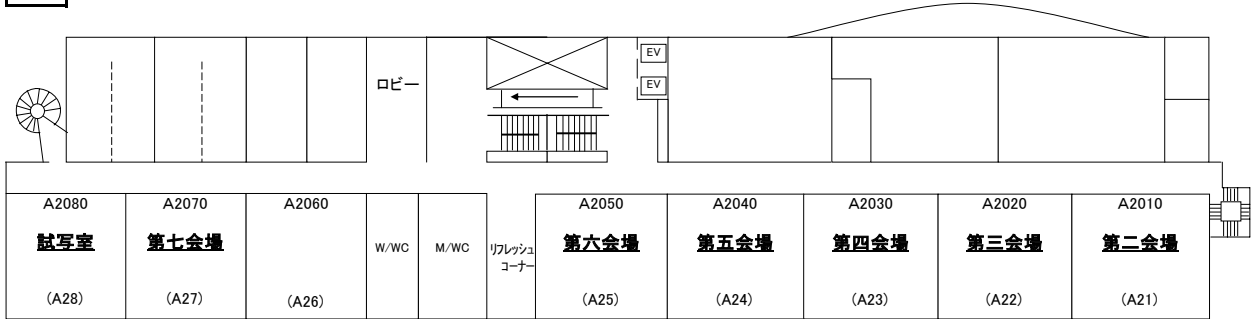 EV
ロビー
EV
A2080
A2070
A2060
A2050
A2040
A2030
A2020
A2010
試写室
第七会場
W/WC
M/WC
リフレッシュ
コーナー
第六会場
第五会場
第四会場
第三会場
第二会場
(A28)
(A27)
(A26)
(A25)
(A24)
(A23)
(A22)
(A21)